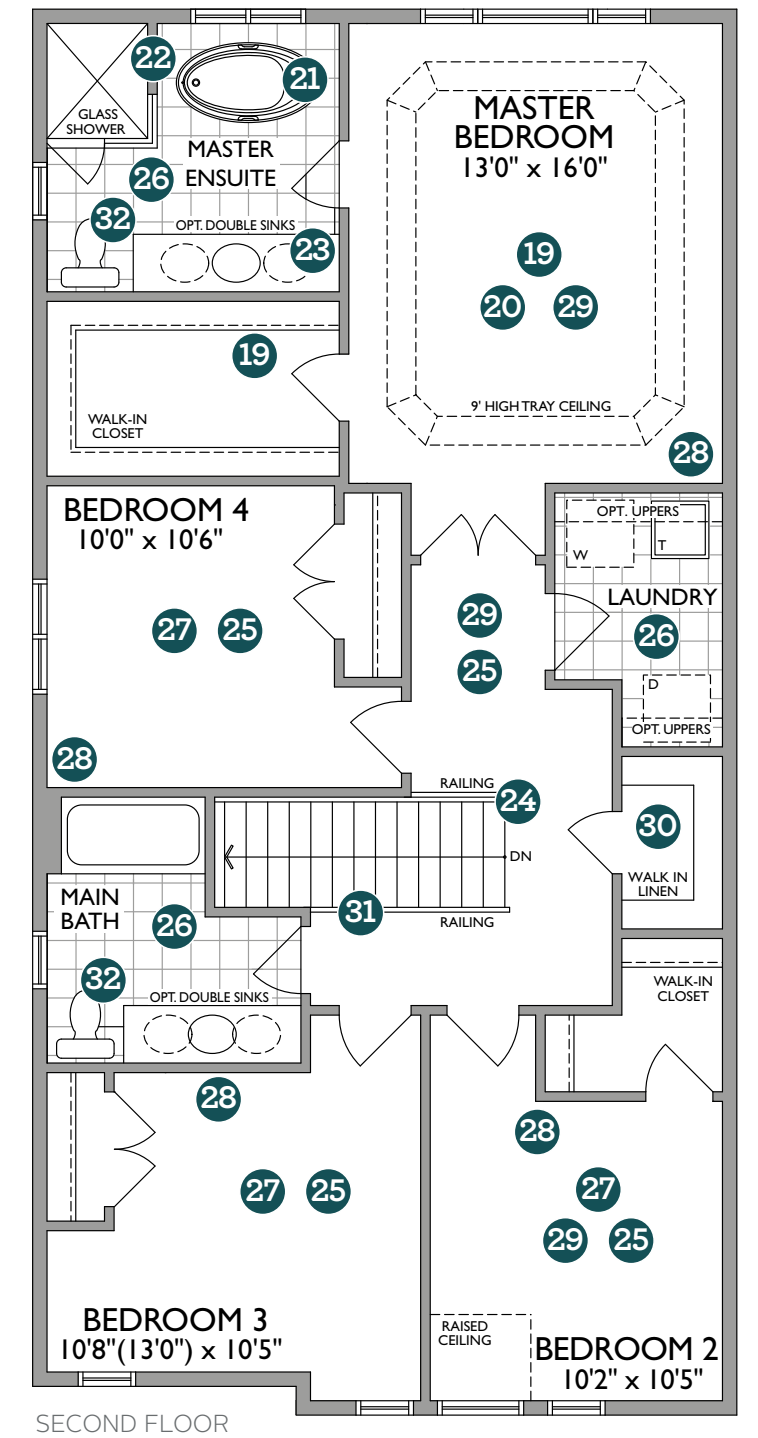 22
21
GLASS
SHOWER
MASTER
ENSUITE
26
32
OPT. DOUBLE SINKS
23
MASTER
BEDROOM
13'0" x 16'0"
19
20
29
9' HIGH TRAY CEILING
28
19
WALK-IN
CLOSET
BEDROOM 4
10'0" x 10'6"
27
25
28
29
25
OPT. UPPERS
W
T
LAUNDRY
26
D
OPT. UPPERS
RAILING
24
DN
31
RAILING
30
WALK IN
LINEN
MAIN
BATH
26
32
OPT. DOUBLE SINKS
WALK-IN
CLOSET
28
27
25
BEDROOM 3
10'8"(13'0") x 10'5"
28
27
29
25
RAISED
CEILING
BEDROOM 2
10'2" x 10'5"
SECOND FLOOR